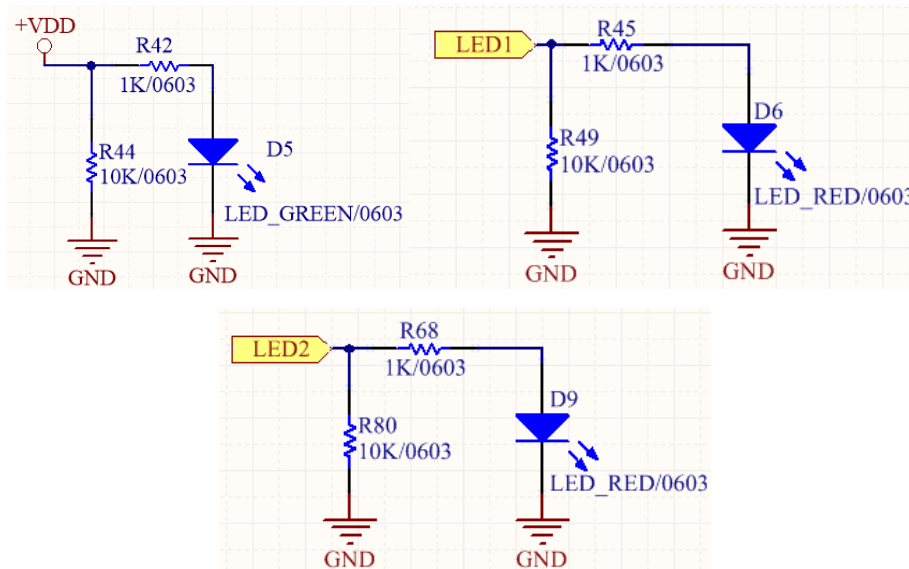 +VDD
R42
1K/0603
R44
10K/0603
D5
LED_GREEN/0603
GND
GND
LED1
R45
1K/0603
R49
10K/0603
D6
LED_RED/0603
GND
GND
LED2
R68
1K/0603
R80
10K/0603
D9
LED_RED/0603
GND
GND